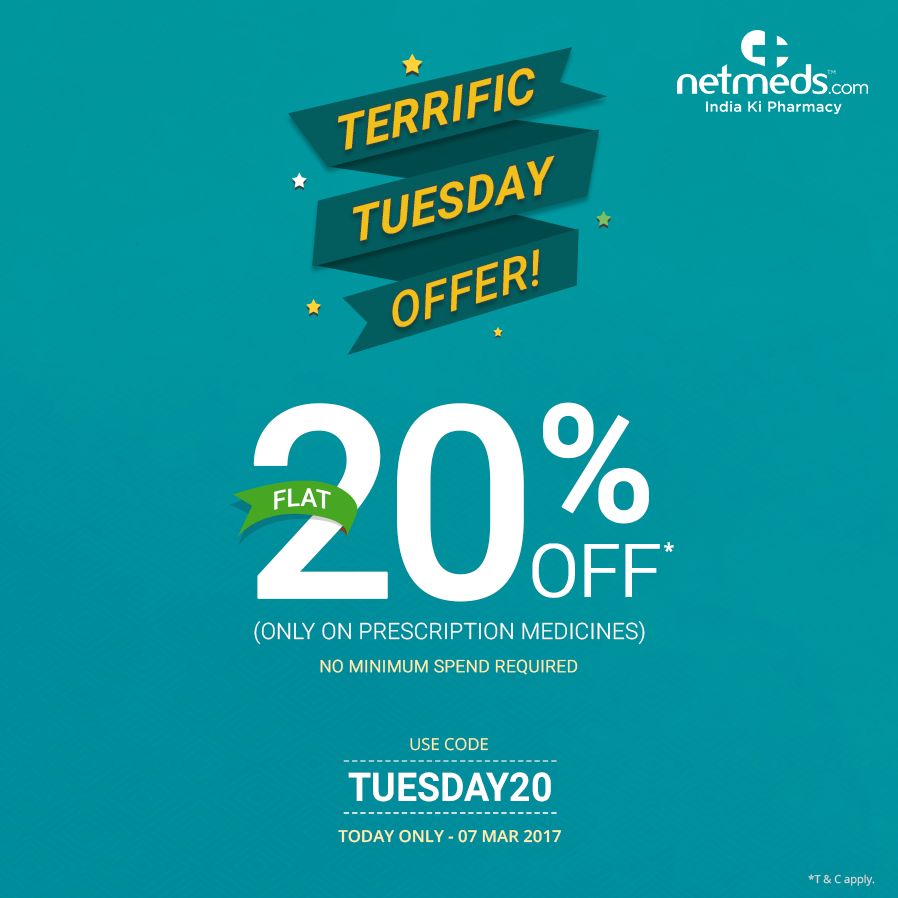 netmeds.com™
India Ki Pharmacy
TERRIFIC
TUESDAY
OFFER!
FLAT
20%
OFF*
(ONLY ON PRESCRIPTION MEDICINES)
NO MINIMUM SPEND REQUIRED
USE CODE
TUESDAY20
TODAY ONLY - 07 MAR 2017
*T & C apply.